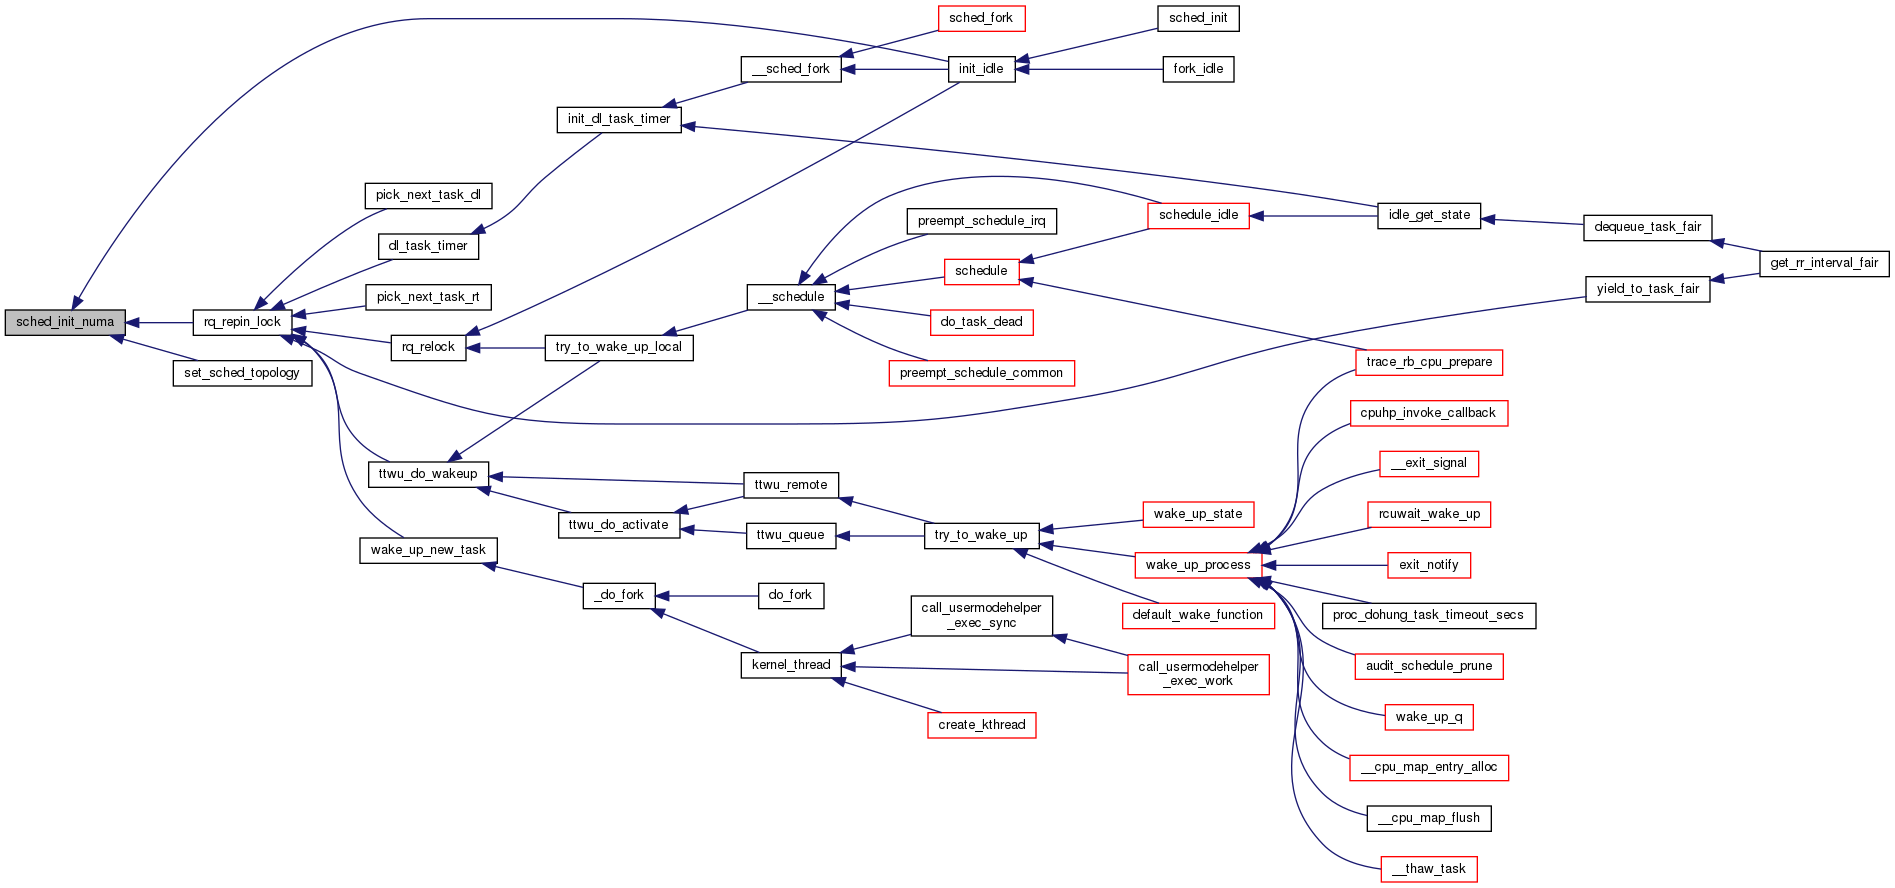 sched_fork
sched_init
__sched_fork
init_idle
fork_idle
init_dl_task_timer
pick_next_task_dl
schedule_idle
idle_get_state
preempt_schedule_irq
dequeue_task_fair
dl_task_timer
get_rr_interval_fair
schedule
yield_to_task_fair
pick_next_task_rt
__schedule
sched_init_numa
rq_repin_lock
do_task_dead
rq_relock
try_to_wake_up_local
trace_rb_cpu_prepare
set_sched_topology
preempt_schedule_common
cpuhp_invoke_callback
__exit_signal
ttwu_do_wakeup
ttwu_remote
wake_up_state
rcuwait_wake_up
ttwu_do_activate
ttwu_queue
try_to_wake_up
wake_up_new_task
wake_up_process
exit_notify
_do_fork
do_fork
call_usermodehelper
_exec_sync
default_wake_function
proc_dohung_task_timeout_secs
kernel_thread
call_usermodehelper
_exec_work
audit_schedule_prune
create_kthread
wake_up_q
__cpu_map_entry_alloc
__cpu_map_flush
__thaw_task